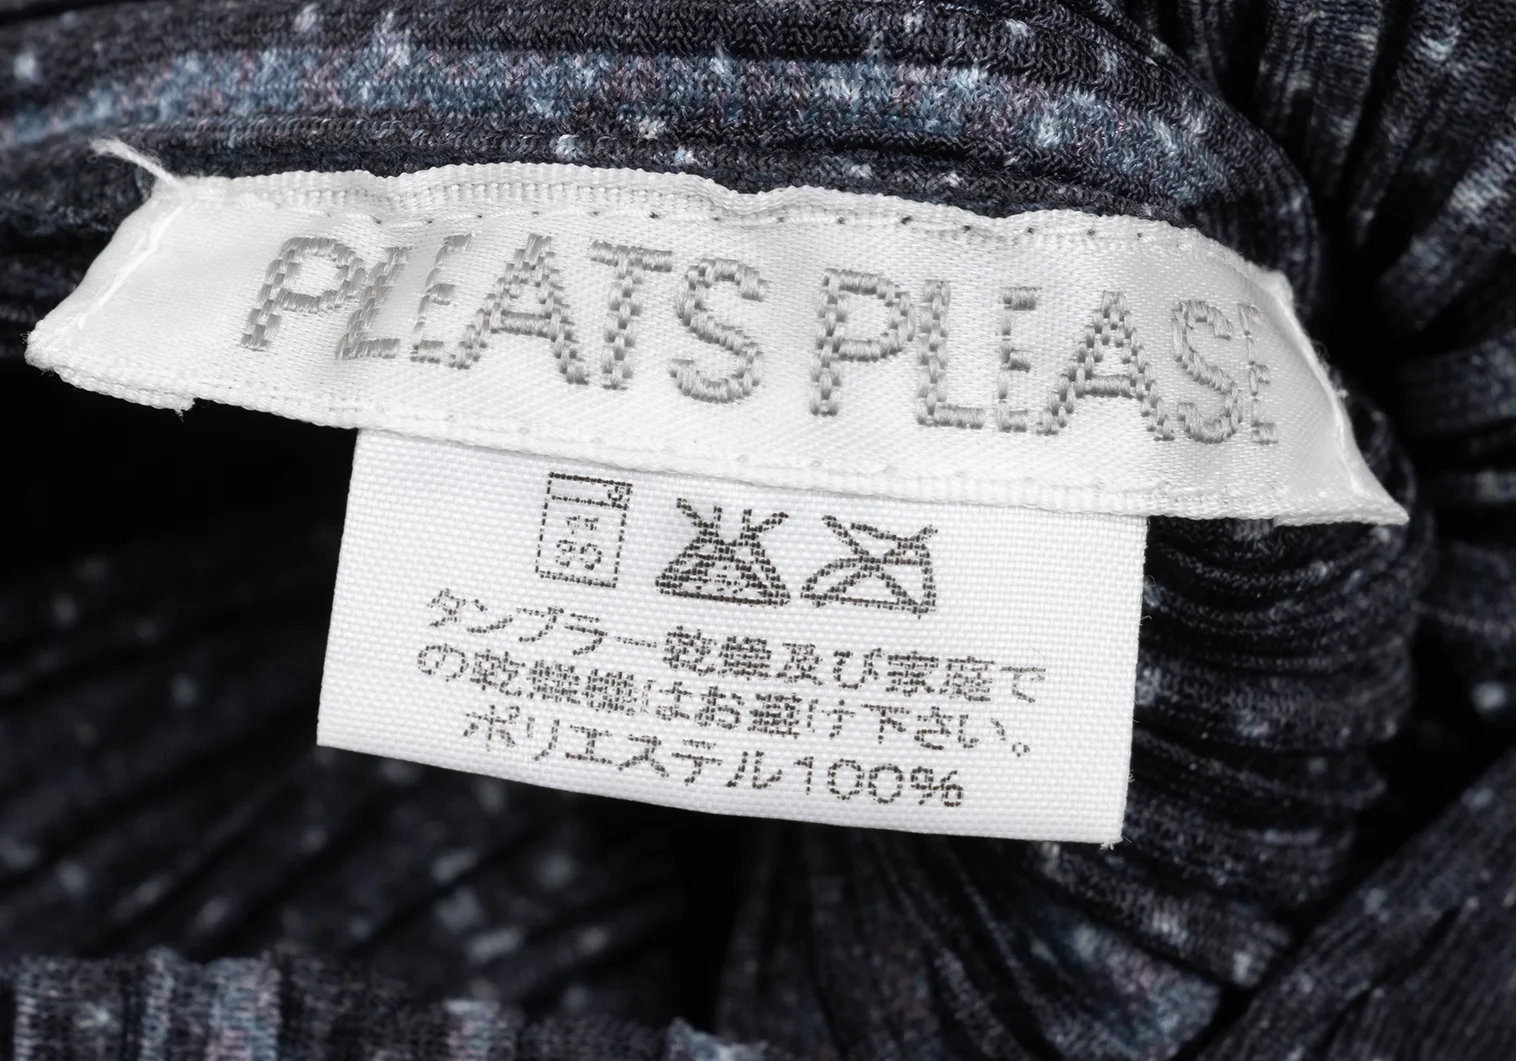 PLEATS PLEASE
タンブラー乾燥及び家庭で
の乾燥機はお避け下さい。
ポリエステル100%